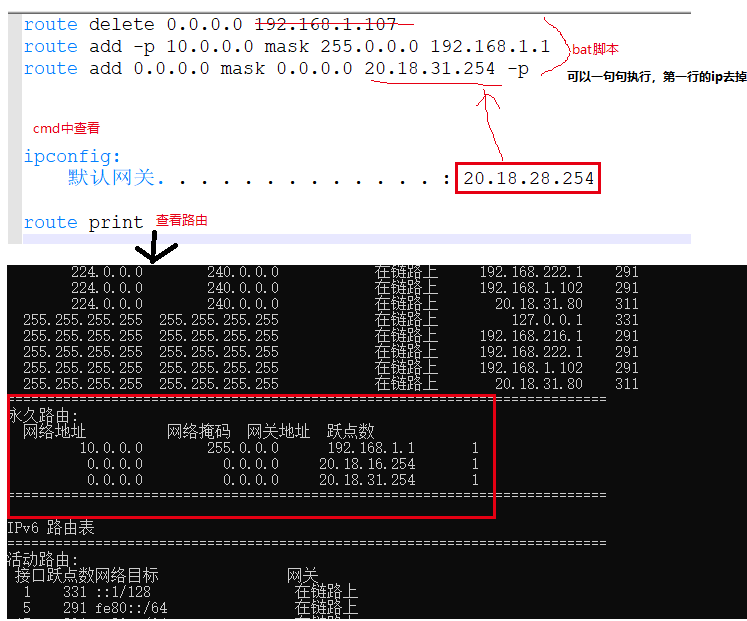 route delete 0.0.0.0 192.168.1.107
route add -p 10.0.0.0 mask 255.0.0.0 192.168.1.1
bat脚本
route add 0.0.0.0 mask 0.0.0.0 20.18.31.254 -p
可以一句句执行，第一行的ip去掉
cmd中查看
ipconfig:
默认网关. . . . . . . . . . . . . : 20.18.28.254
route print 查看路由
224.0.0.0 240.0.0.0 在链路上 192.168.222.1 291
224.0.0.0 240.0.0.0 在链路上 192.168.1.102 291
224.0.0.0 240.0.0.0 在链路上 20.18.31.80 311
255.255.255.255 255.255.255.255 在链路上 127.0.0.1 331
255.255.255.255 255.255.255.255 在链路上 192.168.216.1 291
255.255.255.255 255.255.255.255 在链路上 192.168.222.1 291
255.255.255.255 255.255.255.255 在链路上 192.168.1.102 291
255.255.255.255 255.255.255.255 在链路上 20.18.31.80 311
===========================================================================
永久路由:
网络地址 网络掩码 网关地址 跃点数
10.0.0.0 255.0.0.0 192.168.1.1 1
0.0.0.0 0.0.0.0 20.18.16.254 1
0.0.0.0 0.0.0.0 20.18.31.254 1
===========================================================================
IPv6 路由表
===========================================================================
活动路由:
接口跃点数网络目标 网关
1 331 ::1/128 在链路上
5 291 fe80::/64 在链路上